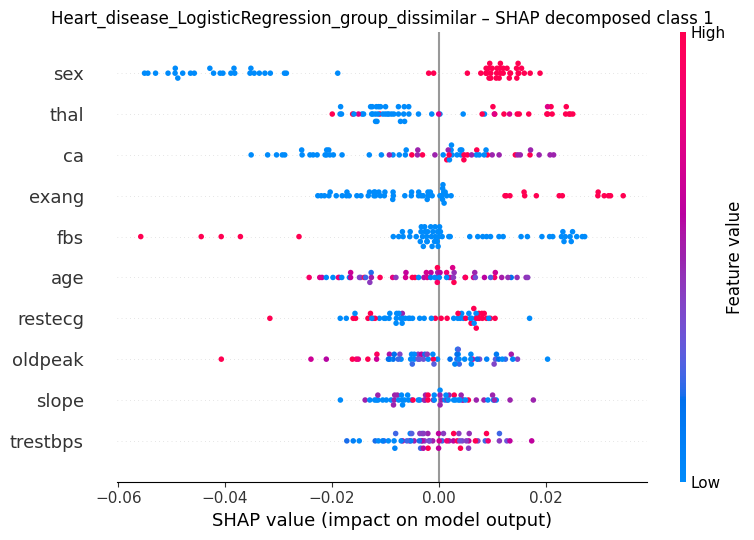 Heart_disease_LogisticRegression_group_dissimilar – SHAP decomposed class 1
High
sex
thal
ca
exang
fbs
age
restecg
oldpeak
slope
trestbps
Feature value
Low
−0.06 −0.04 −0.02 0.00 0.02
SHAP value (impact on model output)